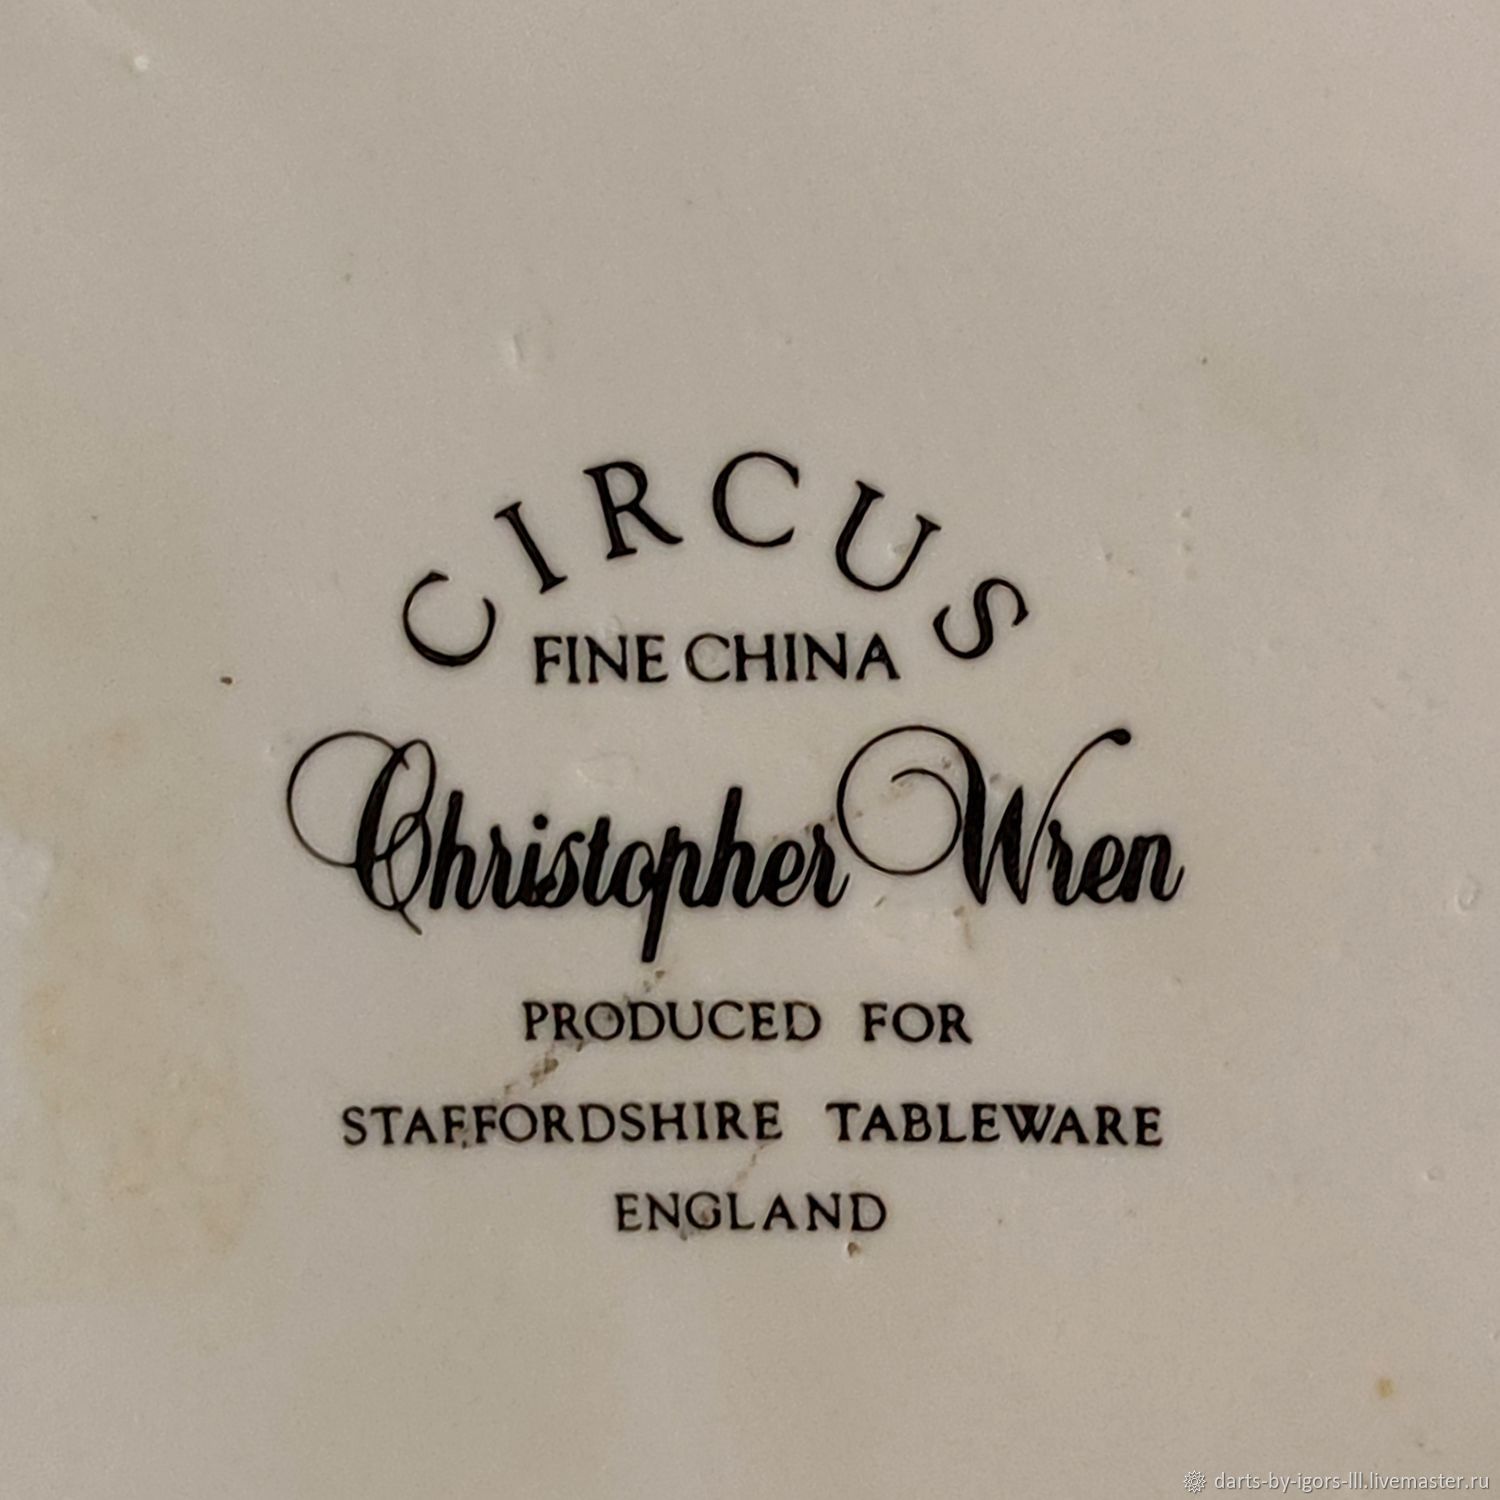 CIRCUS
FINE CHINA
Christopher Wren
PRODUCED FOR
STAFFORDSHIRE TABLEWARE
ENGLAND
darts-by-igors-lll.livemaster.ru